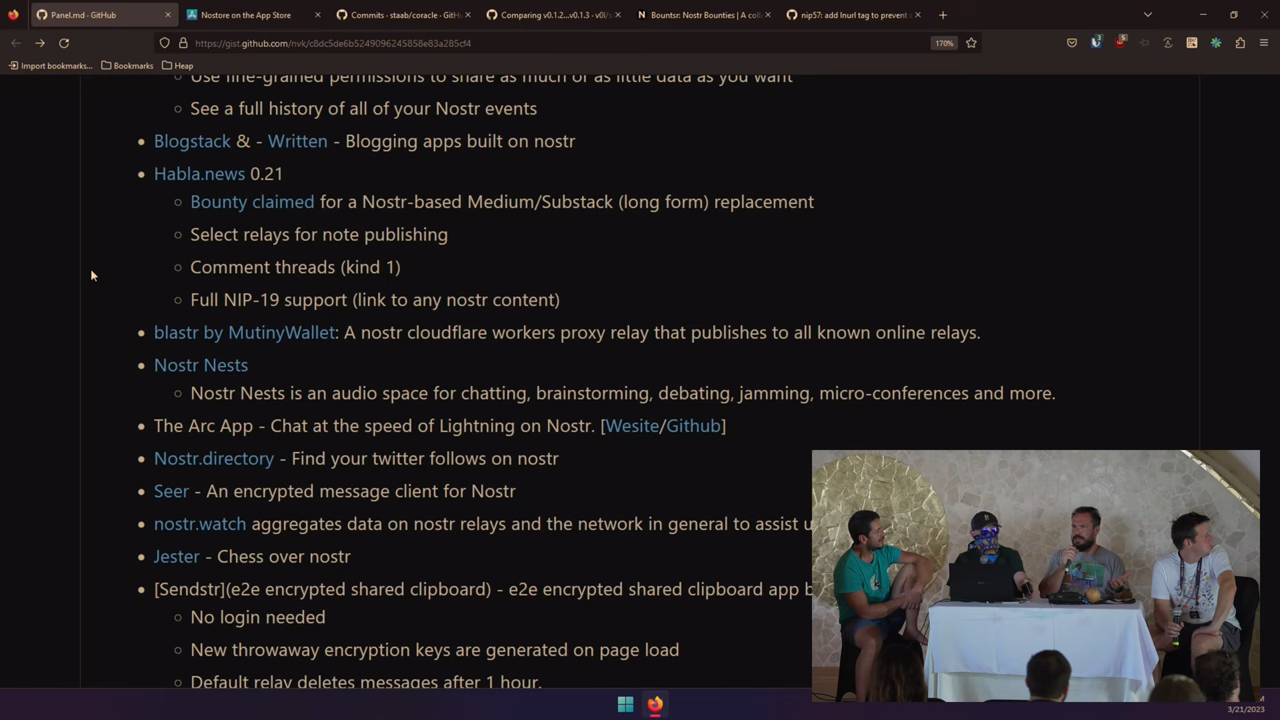 Panel.md · GitHub
Nostore on the App Store
Commits · staab/coracle · GitHu
Comparing v0.1.2...v0.1.3 · v0l/s
Bountsr: Nostr Bounties | A coll
nip57: add lnurl tag to prevent
https://gist.github.com/nvk/c8dc5de6b5249096245858e83a285cf4
170%
Import bookmarks...
Bookmarks
Heap
Use fine-grained permissions to share as much or as little data as you want
See a full history of all of your Nostr events
Blogstack & - Written - Blogging apps built on nostr
Habla.news 0.21
Bounty claimed for a Nostr-based Medium/Substack (long form) replacement
Select relays for note publishing
Comment threads (kind 1)
Full NIP-19 support (link to any nostr content)
blastr by MutinyWallet: A nostr cloudflare workers proxy relay that publishes to all known online relays.
Nostr Nests
Nostr Nests is an audio space for chatting, brainstorming, debating, jamming, micro-conferences and more.
The Arc App - Chat at the speed of Lightning on Nostr. [Wesite/Github]
Nostr.directory - Find your twitter follows on nostr
Seer - An encrypted message client for Nostr
nostr.watch aggregates data on nostr relays and the network in general to assist u
Jester - Chess over nostr
[Sendstr](e2e encrypted shared clipboard) - e2e encrypted shared clipboard app b
No login needed
New throwaway encryption keys are generated on page load
Default relay deletes messages after 1 hour.
3/21/2023